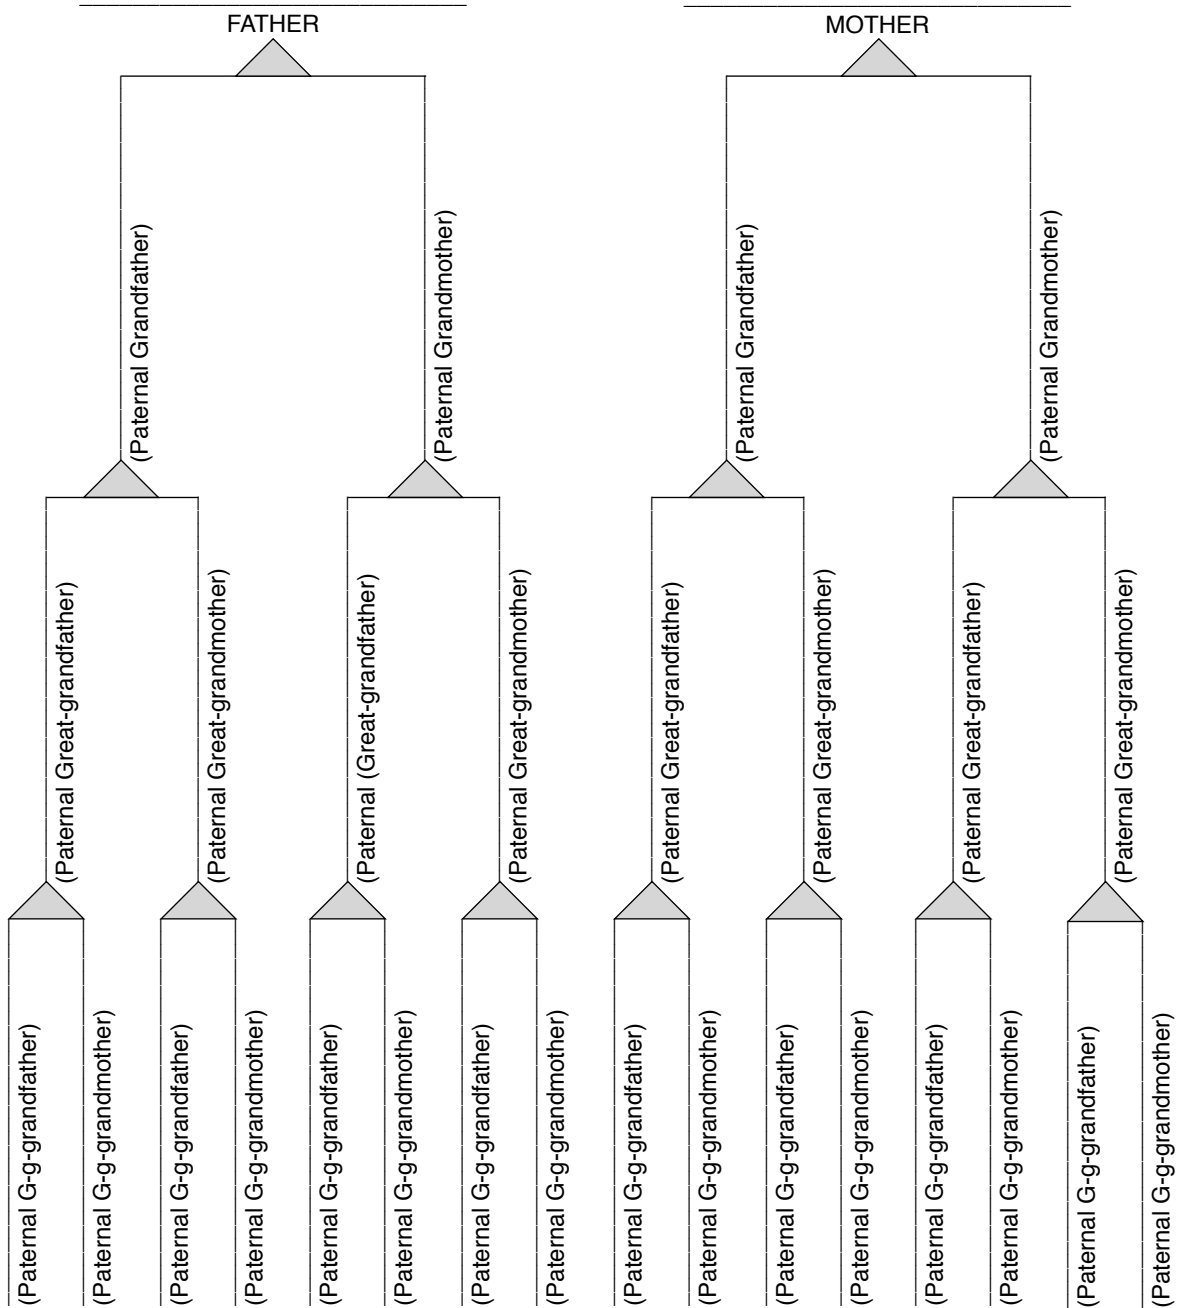 FATHER
MOTHER
(Paternal Grandfather)
(Paternal Grandmother)
(Paternal Grandfather)
(Paternal Grandmother)
(Paternal Great-grandfather)
(Paternal Great-grandmother)
(Paternal (Great-grandfather)
(Paternal Great-grandmother)
(Paternal Great-grandfather)
(Paternal Great-grandmother)
(Paternal Great-grandfather)
(Paternal Great-grandmother)
(Paternal G-g-grandfather)
(Paternal G-g-grandmother)
(Paternal G-g-grandfather)
(Paternal G-g-grandmother)
(Paternal G-g-grandfather)
(Paternal G-g-grandmother)
(Paternal G-g-grandfather)
(Paternal G-g-grandmother)
(Paternal G-g-grandfather)
(Paternal G-g-grandmother)
(Paternal G-g-grandfather)
(Paternal G-g-grandmother)
(Paternal G-g-grandfather)
(Paternal G-g-grandmother)
(Paternal G-g-grandfather)
(Paternal G-g-grandmother)